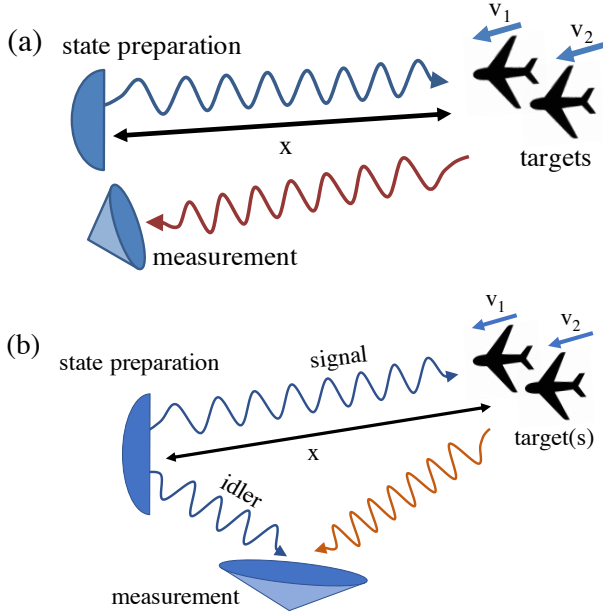 (a)
state preparation
v1
v2
x
targets
measurement
(b)
state preparation
signal
v1
v2
x
target(s)
idler
measurement